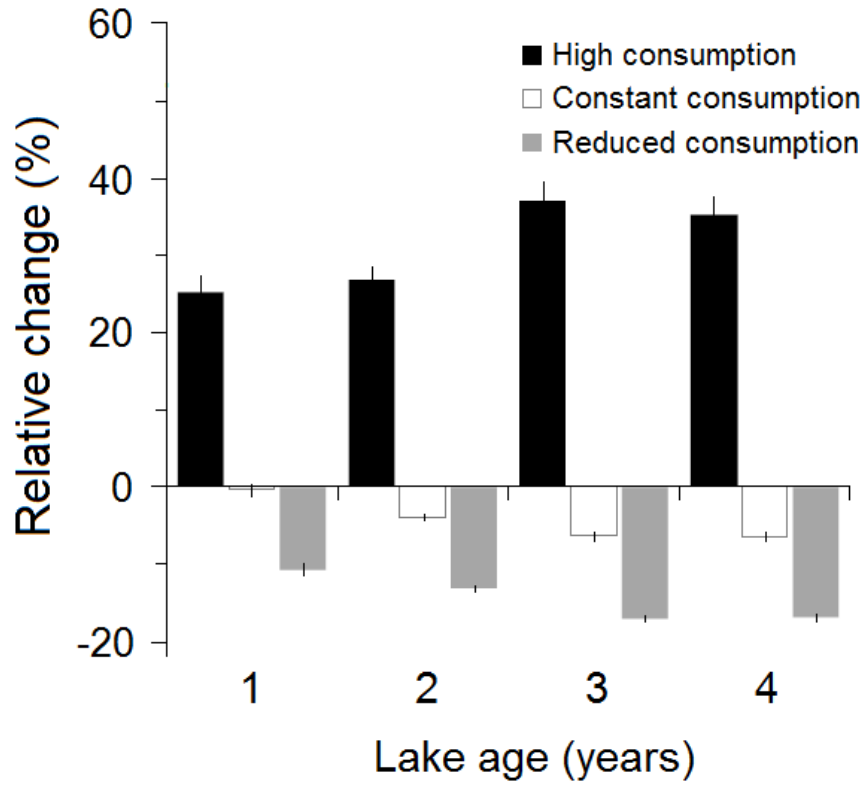 60
High consumption
Constant consumption
Reduced consumption
40
20
0
-20
Relative change (%)
1 2 3 4
Lake age (years)